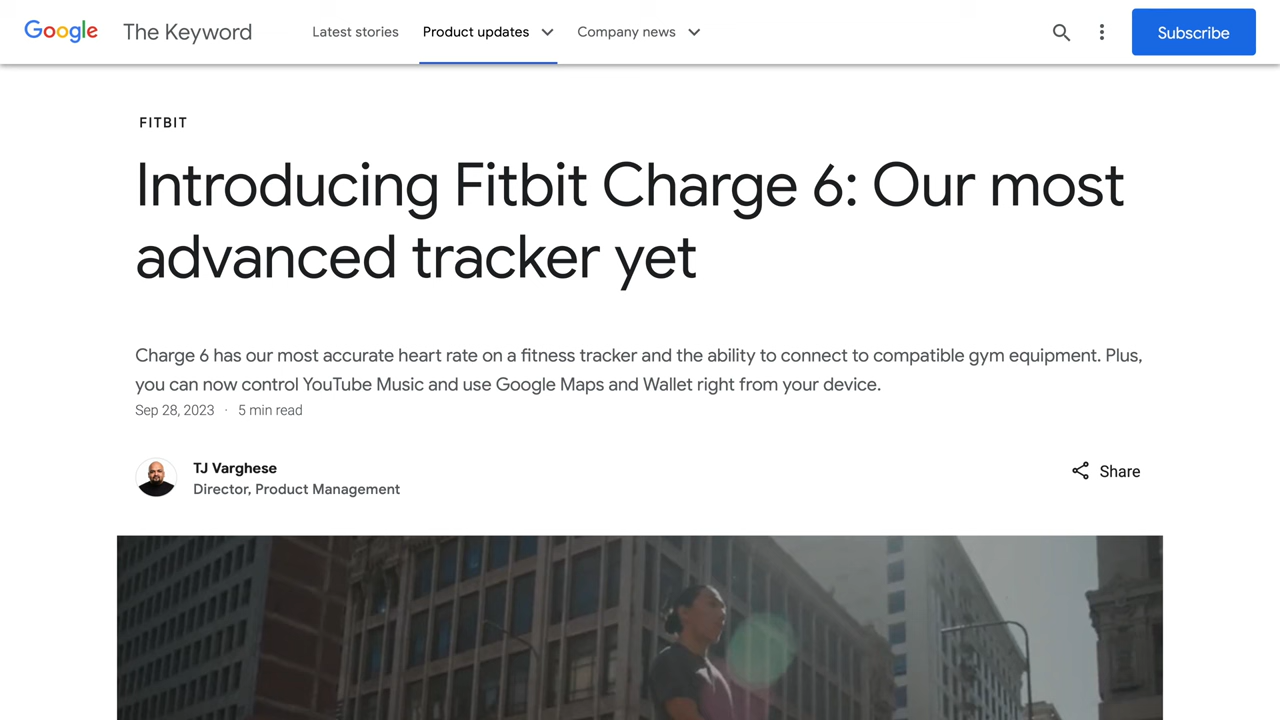 Google The Keyword Latest stories Product updates Company news Subscribe
FITBIT
Introducing Fitbit Charge 6: Our most
advanced tracker yet
Charge 6 has our most accurate heart rate on a fitness tracker and the ability to connect to compatible gym equipment. Plus,
you can now control YouTube Music and use Google Maps and Wallet right from your device.
Sep 28, 2023 · 5 min read
TJ Varghese
Director, Product Management
Share